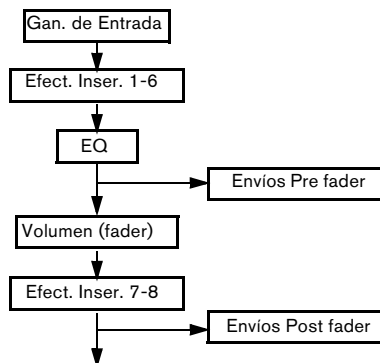 Gan. de Entrada
Efect. Inser. 1-6
EQ
Envíos Pre fader
Volumen (fader)
Efect. Inser. 7-8
Envíos Post fader